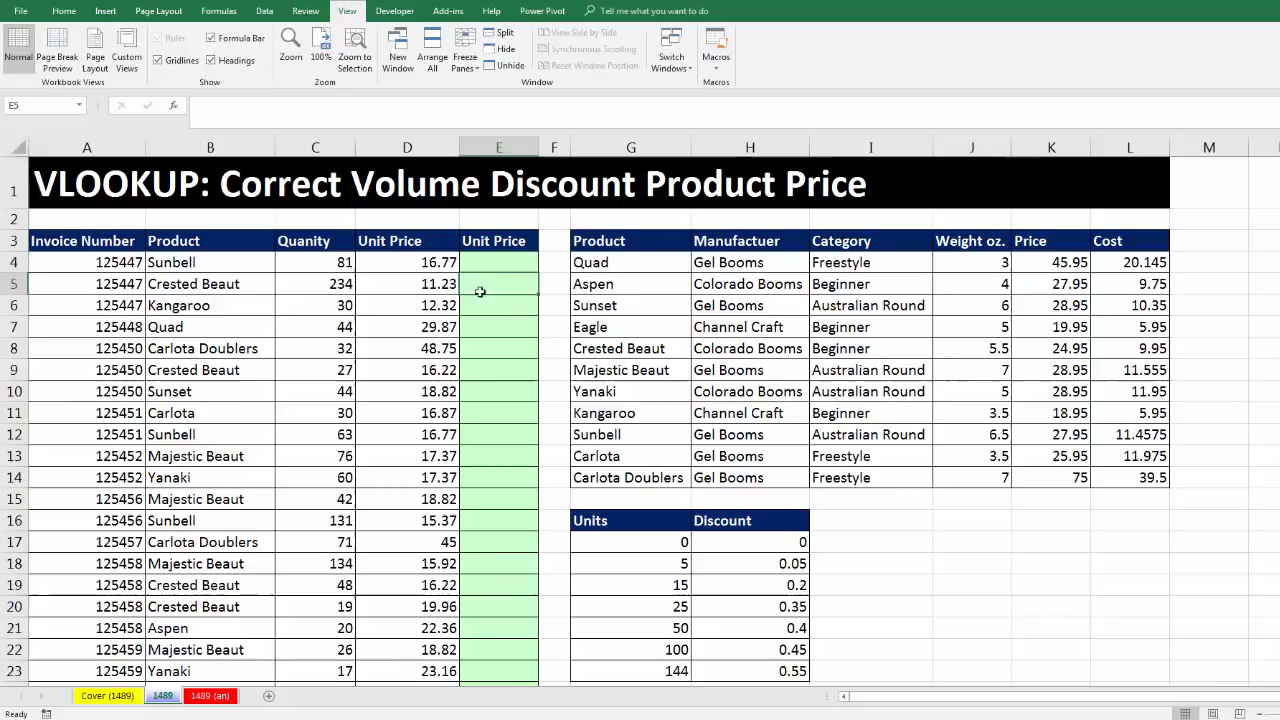 File Home Insert Page Layout Formulas Data Review View Developer Add-ins Help Power Pivot Tell me what you want to do
Normal Page Break Preview Page Layout Custom Views
Workbook Views
Ruler Formula Bar
Gridlines Headings
Show
Zoom 100% Zoom to Selection
Zoom
New Window Arrange All Freeze Panes
Split
Hide
Unhide
View Side by Side
Synchronous Scrolling
Reset Window Position
Window
Switch Windows
Macros
Macros
E5 fx
A B C D E F G H I J K L M
1 VLOOKUP: Correct Volume Discount Product Price
2
3 Invoice Number Product Quanity Unit Price Unit Price Product Manufactuer Category Weight oz. Price Cost
4 125447 Sunbell 81 16.77 Quad Gel Booms Freestyle 3 45.95 20.145
5 125447 Crested Beaut 234 11.23 Aspen Colorado Booms Beginner 4 27.95 9.75
6 125447 Kangaroo 30 12.32 Sunset Gel Booms Australian Round 6 28.95 10.35
7 125448 Quad 44 29.87 Eagle Channel Craft Beginner 5 19.95 5.95
8 125450 Carlota Doublers 32 48.75 Crested Beaut Colorado Booms Beginner 5.5 24.95 9.95
9 125450 Crested Beaut 27 16.22 Majestic Beaut Gel Booms Australian Round 7 28.95 11.555
10 125450 Sunset 44 18.82 Yanaki Colorado Booms Australian Round 5 28.95 11.95
11 125451 Carlota 30 16.87 Kangaroo Channel Craft Beginner 3.5 18.95 5.95
12 125451 Sunbell 63 16.77 Sunbell Gel Booms Australian Round 6.5 27.95 11.4575
13 125452 Majestic Beaut 76 17.37 Carlota Gel Booms Freestyle 3.5 25.95 11.975
14 125452 Yanaki 60 17.37 Carlota Doublers Gel Booms Freestyle 7 75 39.5
15 125456 Majestic Beaut 42 18.82
16 125456 Sunbell 131 15.37 Units Discount
17 125457 Carlota Doublers 71 45 0 0
18 125458 Majestic Beaut 134 15.92 5 0.05
19 125458 Crested Beaut 48 16.22 15 0.2
20 125458 Crested Beaut 19 19.96 25 0.35
21 125458 Aspen 20 22.36 50 0.4
22 125459 Majestic Beaut 26 18.82 100 0.45
23 125459 Yanaki 17 23.16 144 0.55
Cover (1489) 1489 1489 (an)
Ready